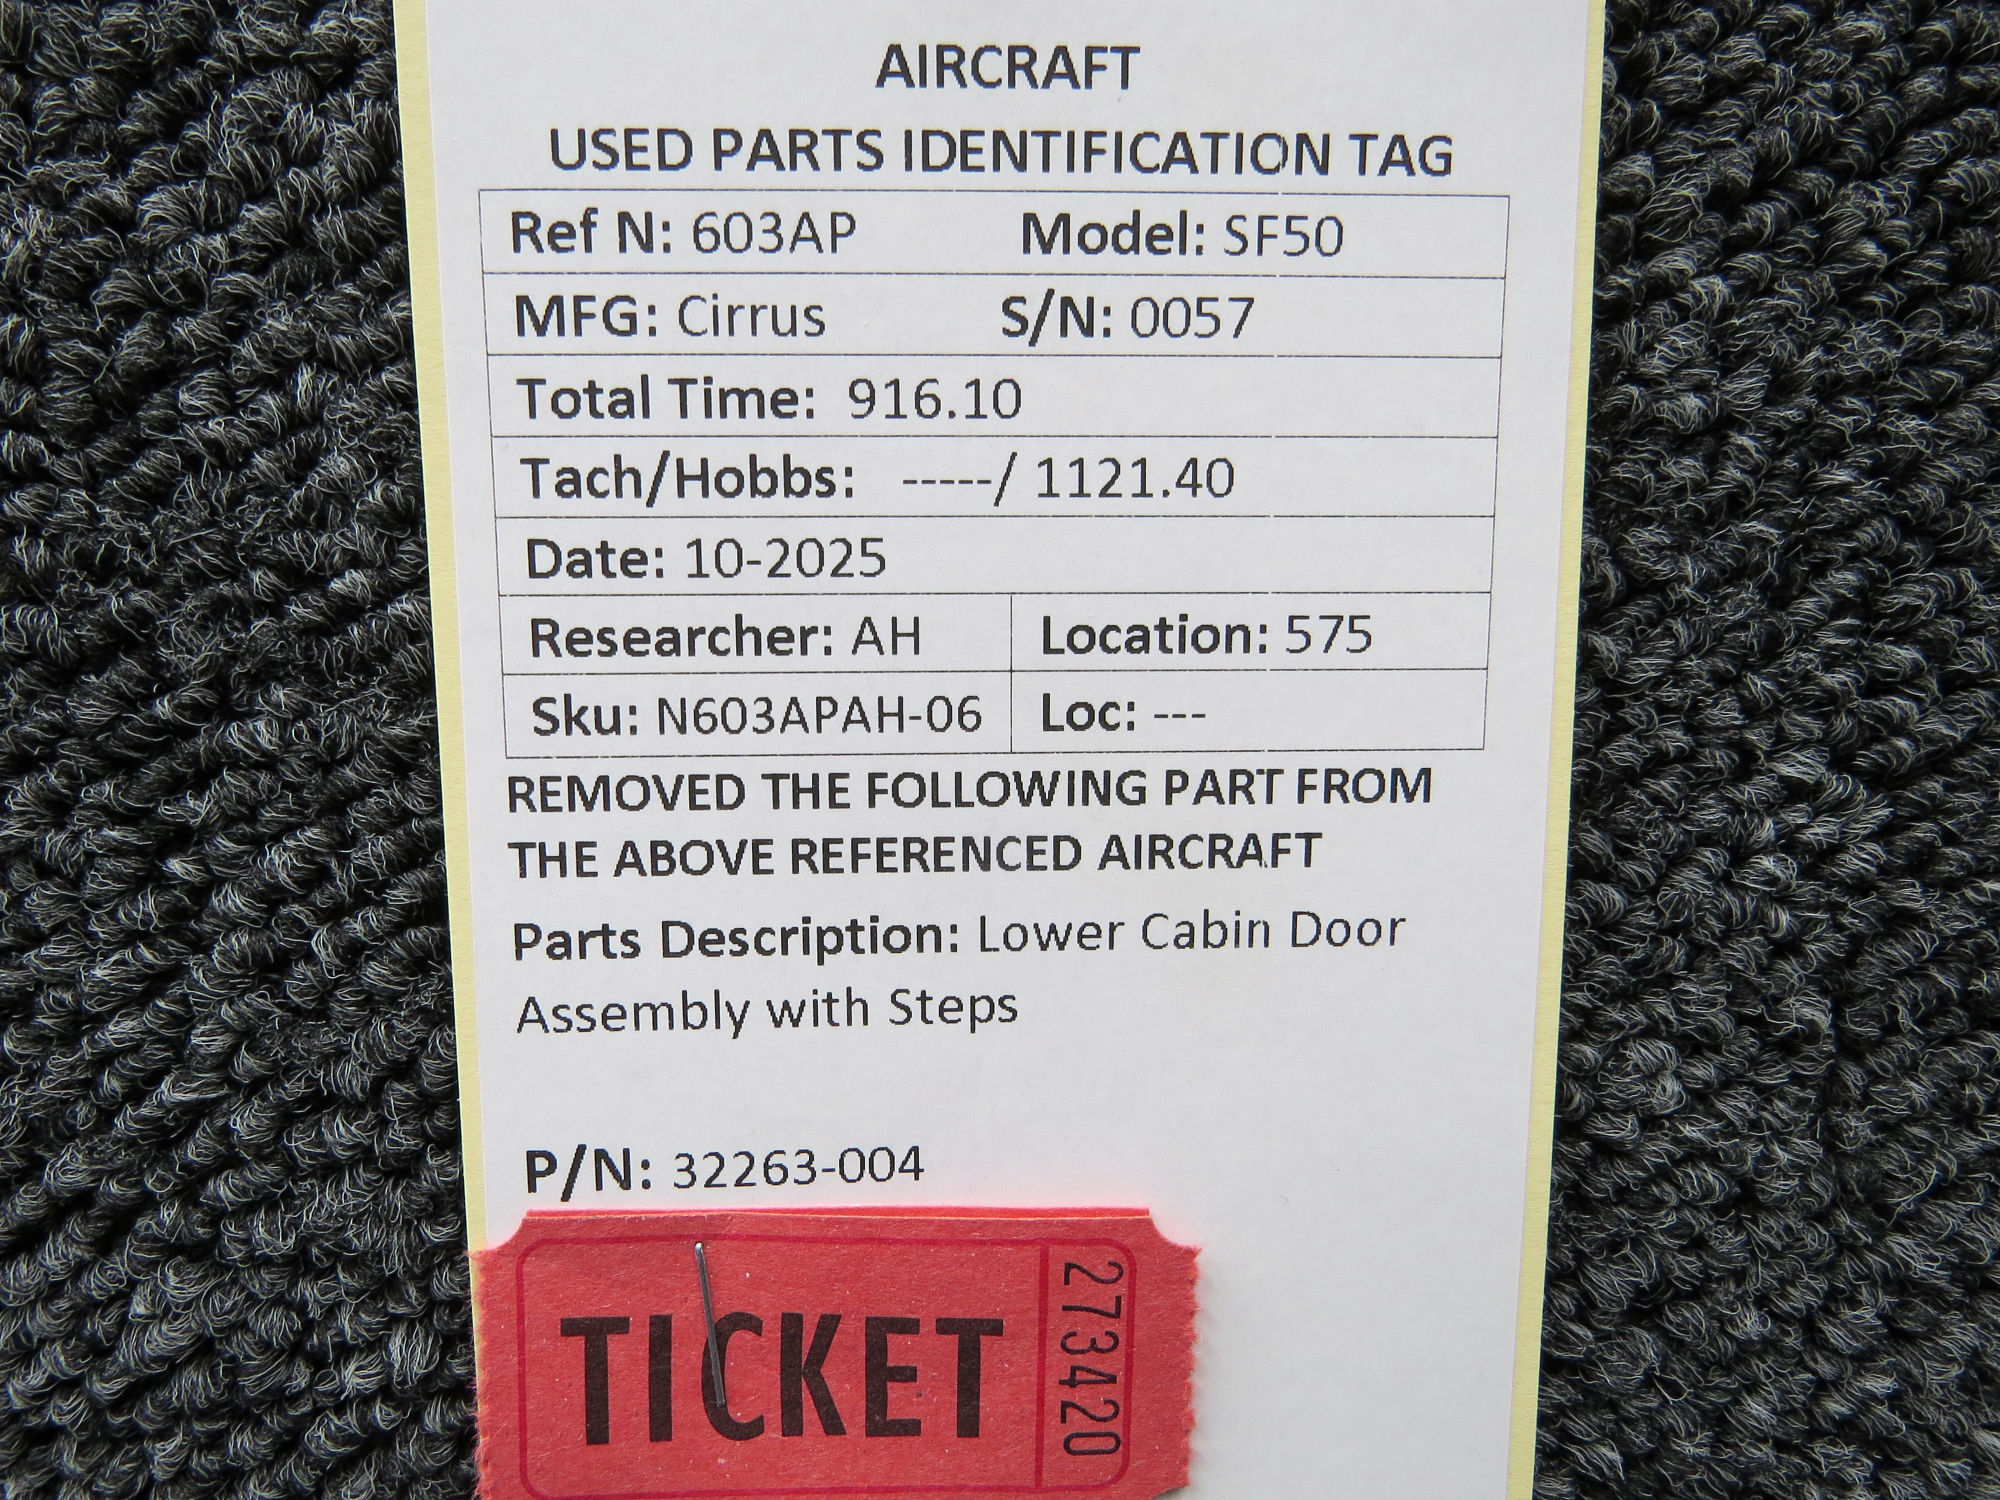 AIRCRAFT
USED PARTS IDENTIFICATION TAG
Ref N: 603AP Model: SF50
MFG: Cirrus S/N: 0057
Total Time: 916.10
Tach/Hobbs: -----/ 1121.40
Date: 10-2025
Researcher: AH Location: 575
Sku: N603APAH-06 Loc: ---
REMOVED THE FOLLOWING PART FROM
THE ABOVE REFERENCED AIRCRAFT
Parts Description: Lower Cabin Door
Assembly with Steps
P/N: 32263-004
TICKET
273420